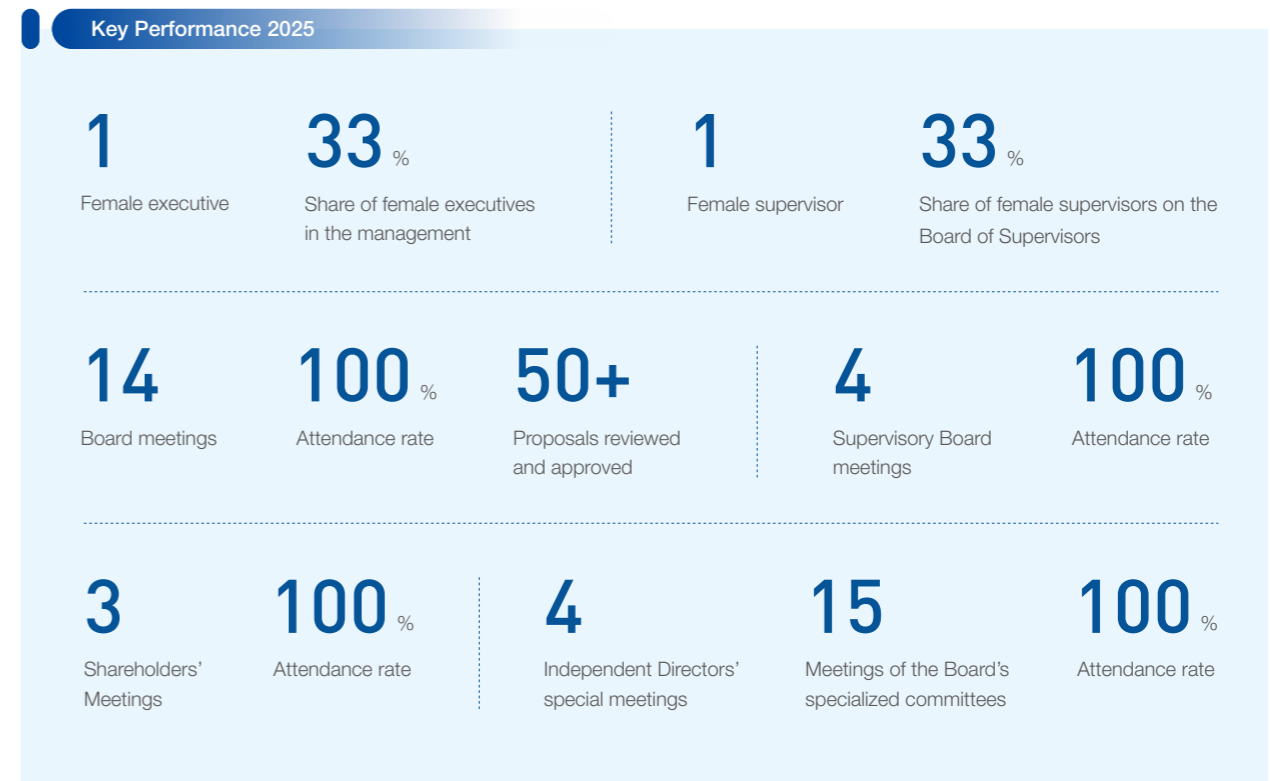 Key Performance 2025
1
Female executive
33 %
Share of female executives
in the management
1
Female supervisor
33 %
Share of female supervisors on the
Board of Supervisors
14
Board meetings
100 %
Attendance rate
50+
Proposals reviewed
and approved
4
Supervisory Board
meetings
100 %
Attendance rate
3
Shareholders’
Meetings
100 %
Attendance rate
4
Independent Directors’
special meetings
15
Meetings of the Board’s
specialized committees
100 %
Attendance rate